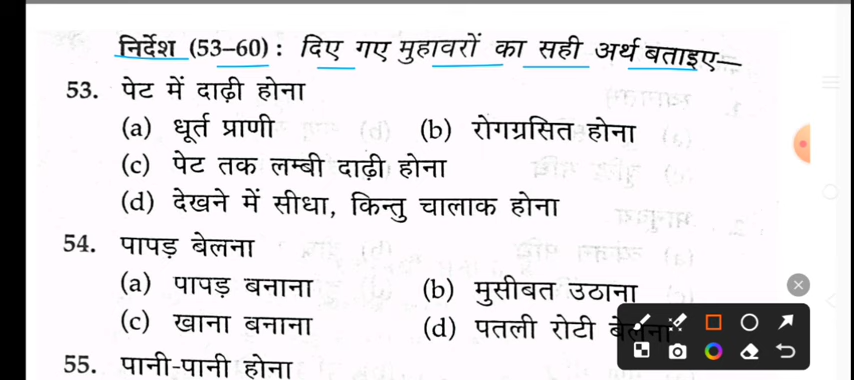 निर्देश (53–60) : दिए गए मुहावरों का सही अर्थ बताइए—
53. पेट में दाढ़ी होना
(a) धूर्त प्राणी (b) रोगग्रसित होना
(c) पेट तक लम्बी दाढ़ी होना
(d) देखने में सीधा, किन्तु चालाक होना
54. पापड़ बेलना
(a) पापड़ बनाना (b) मुसीबत उठाना
(c) खाना बनाना (d) पतली रोटी बेलना
55. पानी-पानी होना